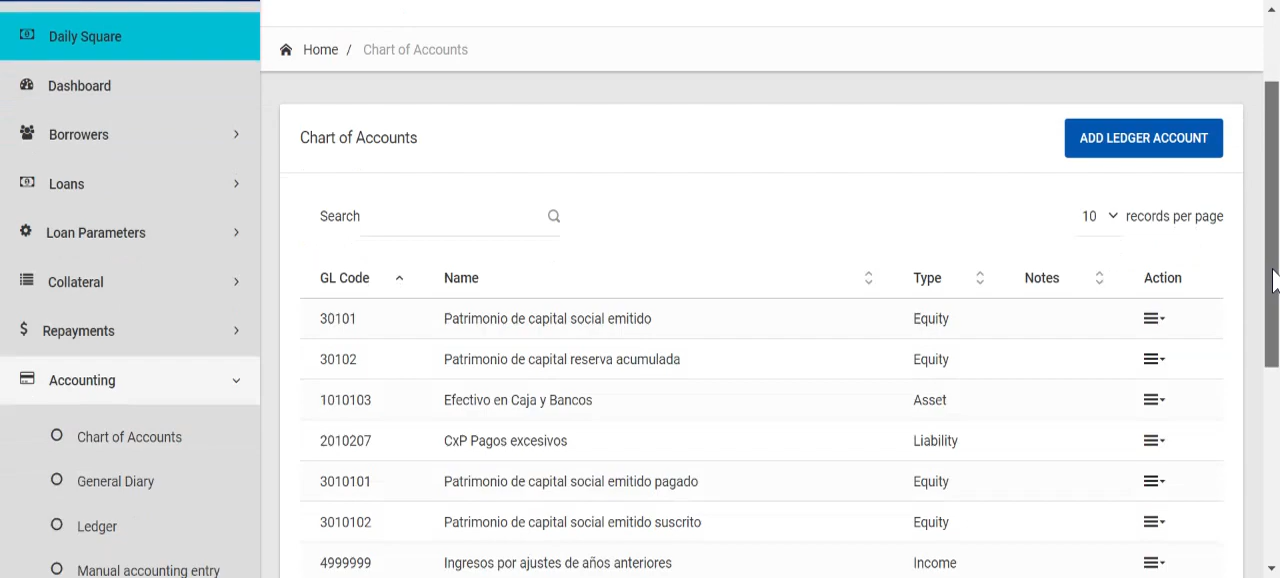 Daily Square
Dashboard
Borrowers
Loans
Loan Parameters
Collateral
Repayments
Accounting
Chart of Accounts
General Diary
Ledger
Manual accounting entry
Home / Chart of Accounts
Chart of Accounts
ADD LEDGER ACCOUNT
Search
10 records per page
GL Code Name Type Notes Action
30101 Patrimonio de capital social emitido Equity
30102 Patrimonio de capital reserva acumulada Equity
1010103 Efectivo en Caja y Bancos Asset
2010207 CxP Pagos excesivos Liability
3010101 Patrimonio de capital social emitido pagado Equity
3010102 Patrimonio de capital social emitido suscrito Equity
4999999 Ingresos por ajustes de años anteriores Income